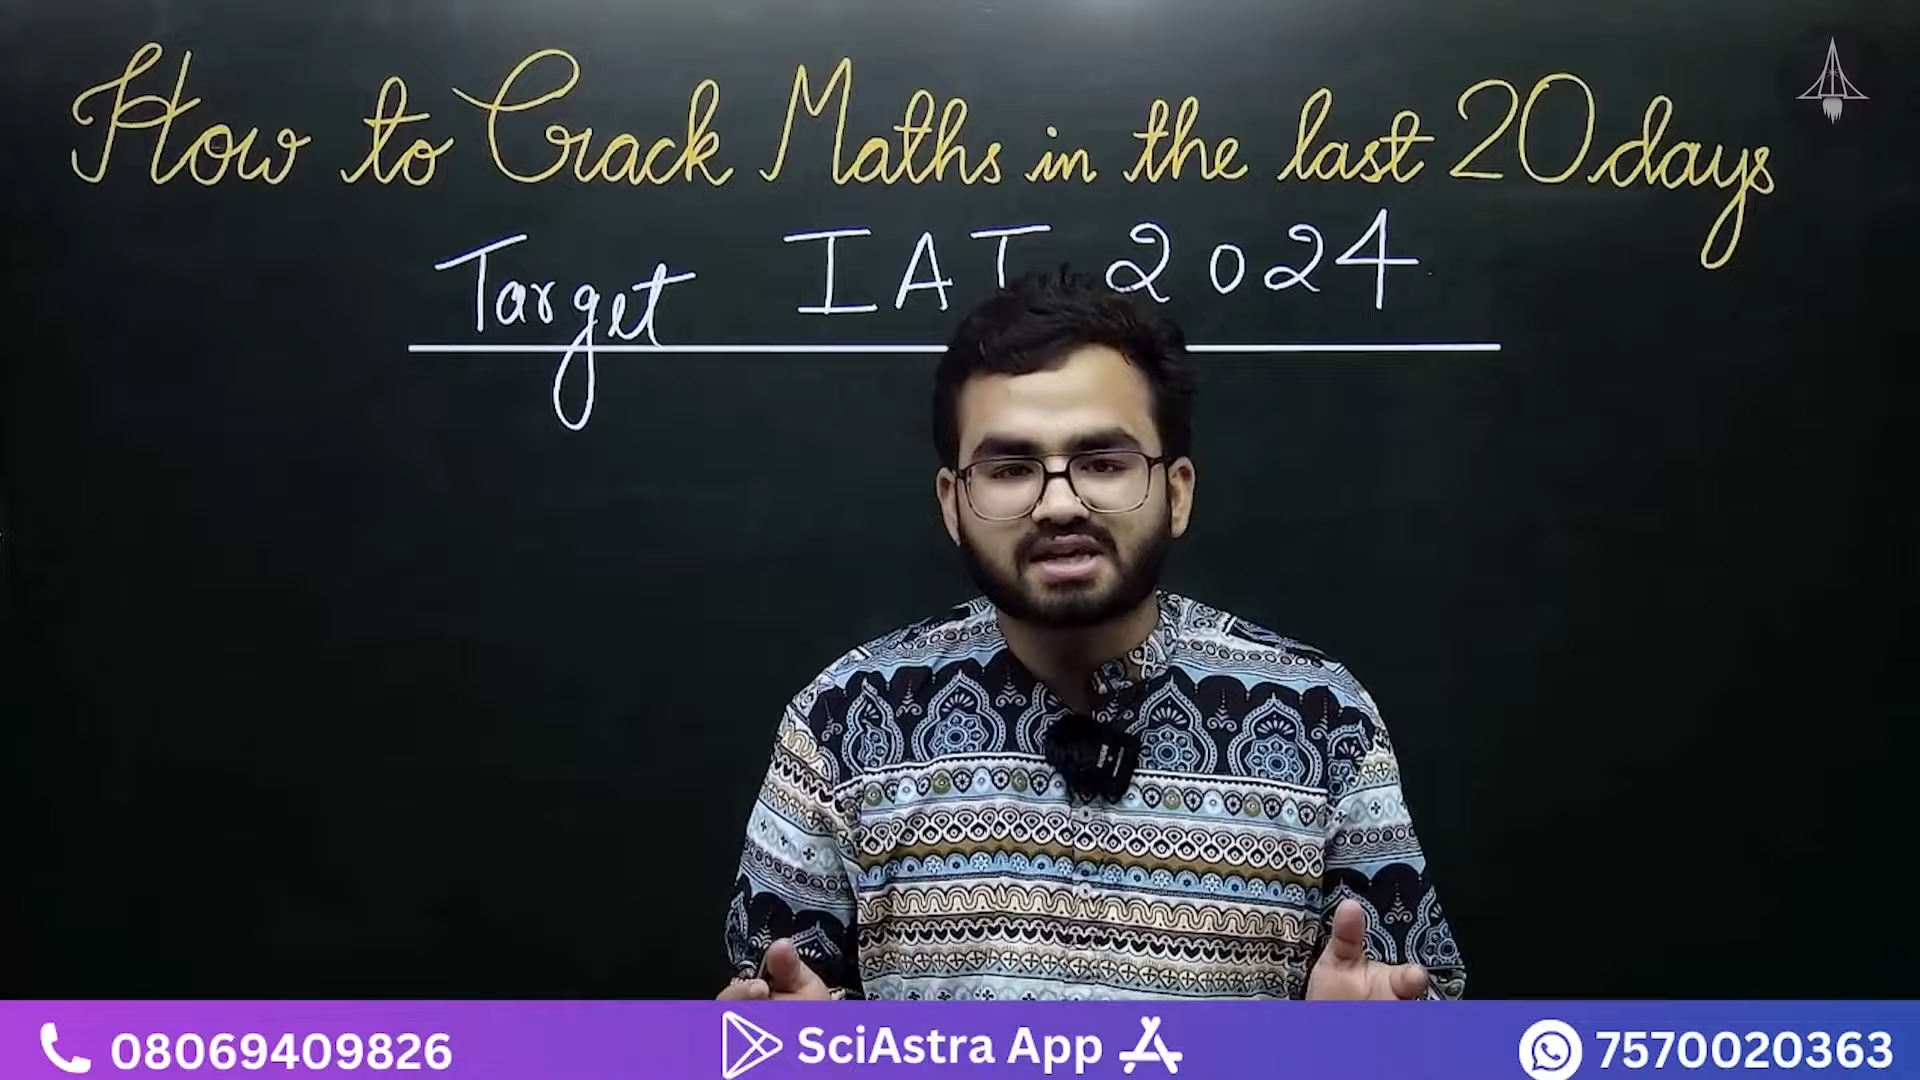 How to Crack Maths in the last 20 days
Target IAT 2024
08069409826
SciAstra App
7570020363